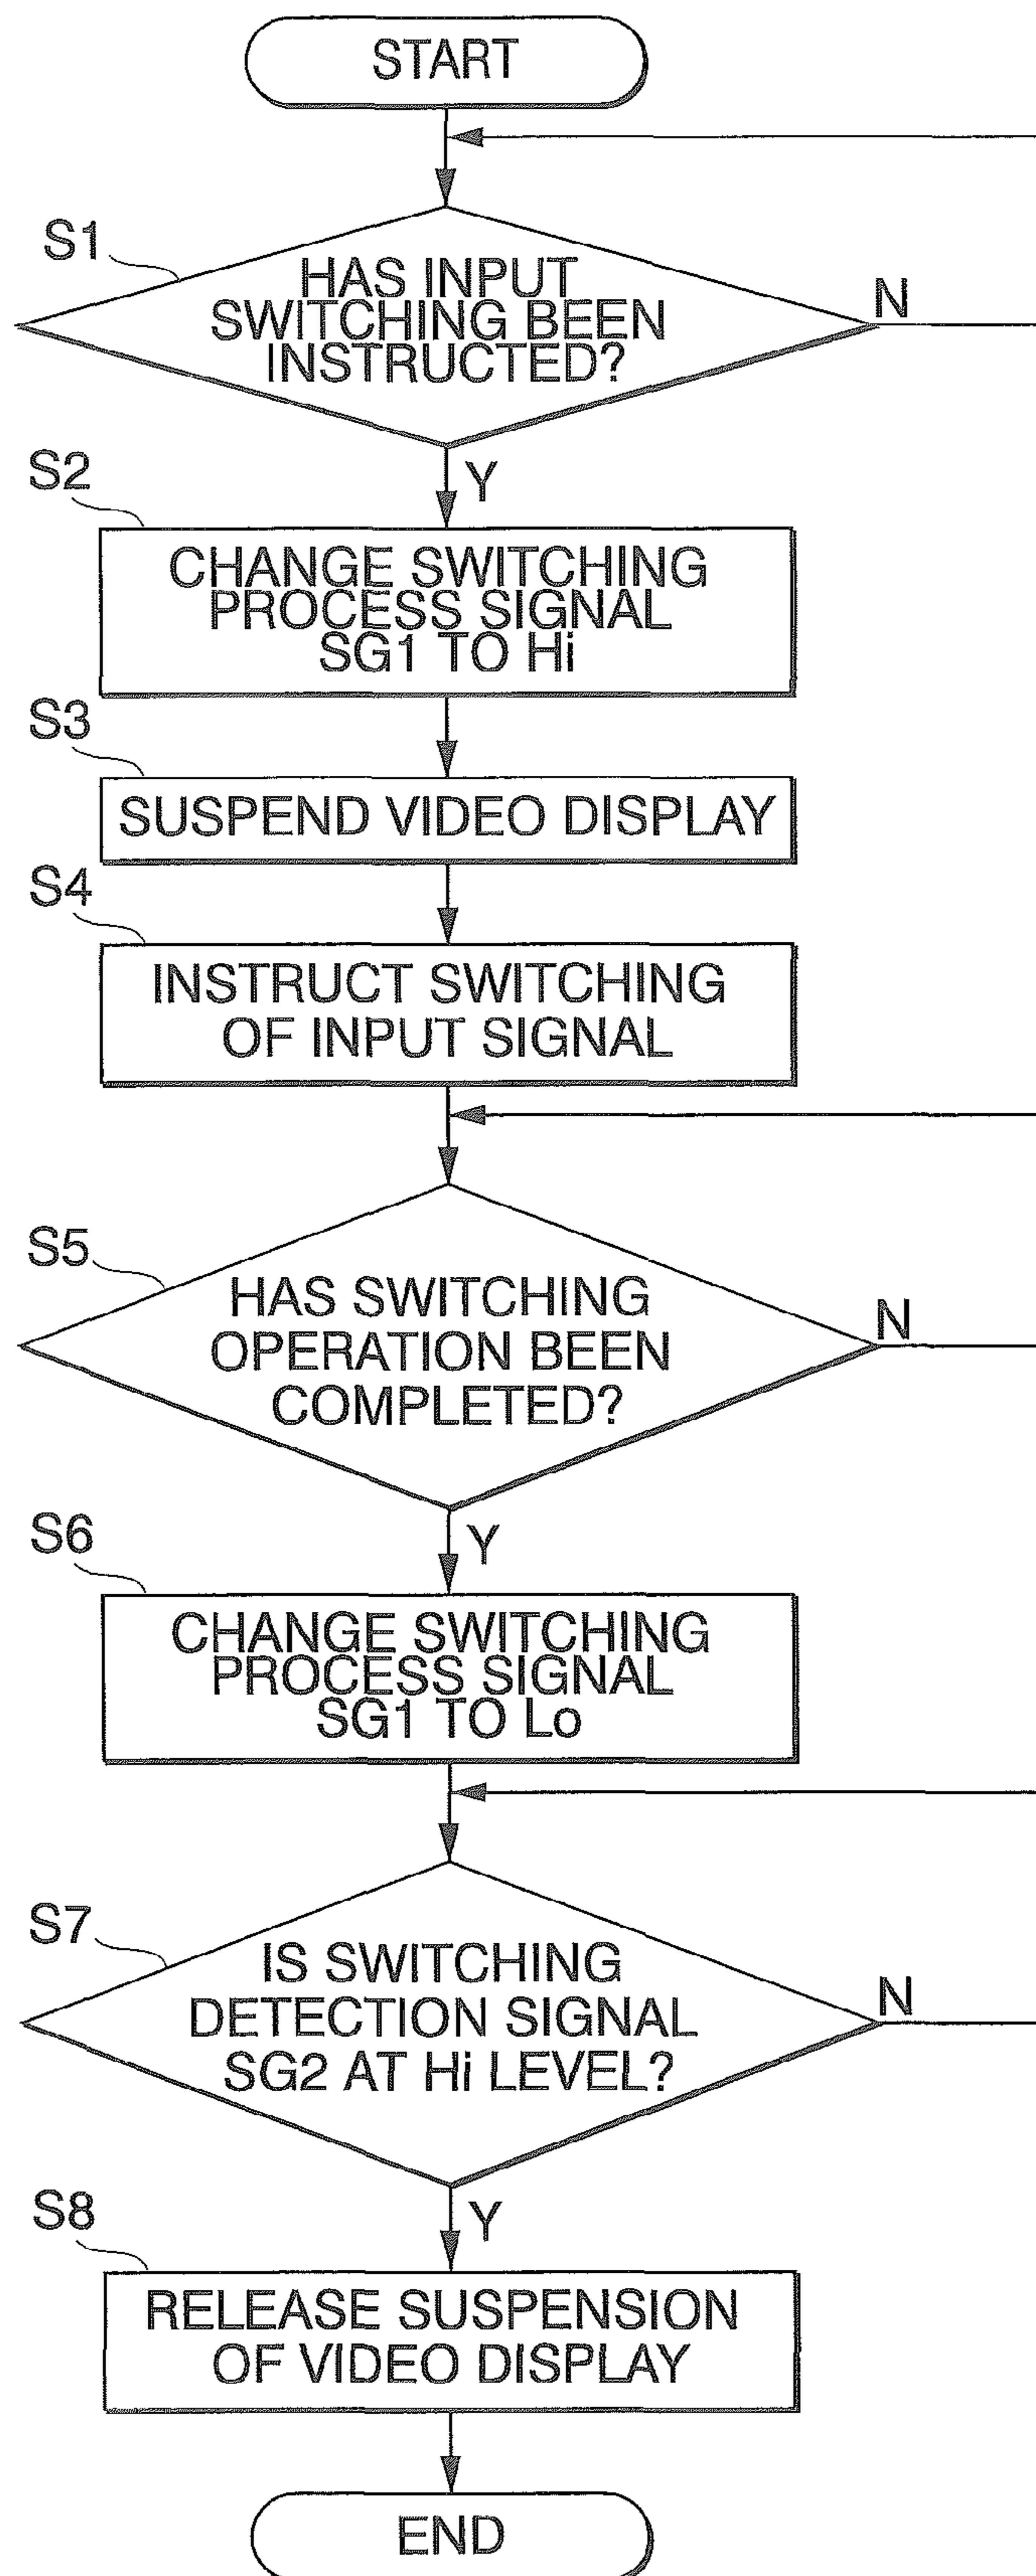 START
S1
HAS INPUT
SWITCHING BEEN
INSTRUCTED?
N
Y
S2
CHANGE SWITCHING
PROCESS SIGNAL
SG1 TO Hi
S3
SUSPEND VIDEO DISPLAY
S4
INSTRUCT SWITCHING
OF INPUT SIGNAL
S5
HAS SWITCHING
OPERATION BEEN
COMPLETED?
N
Y
S6
CHANGE SWITCHING
PROCESS SIGNAL
SG1 TO Lo
S7
IS SWITCHING
DETECTION SIGNAL
SG2 AT Hi LEVEL?
N
Y
S8
RELEASE SUSPENSION
OF VIDEO DISPLAY
END